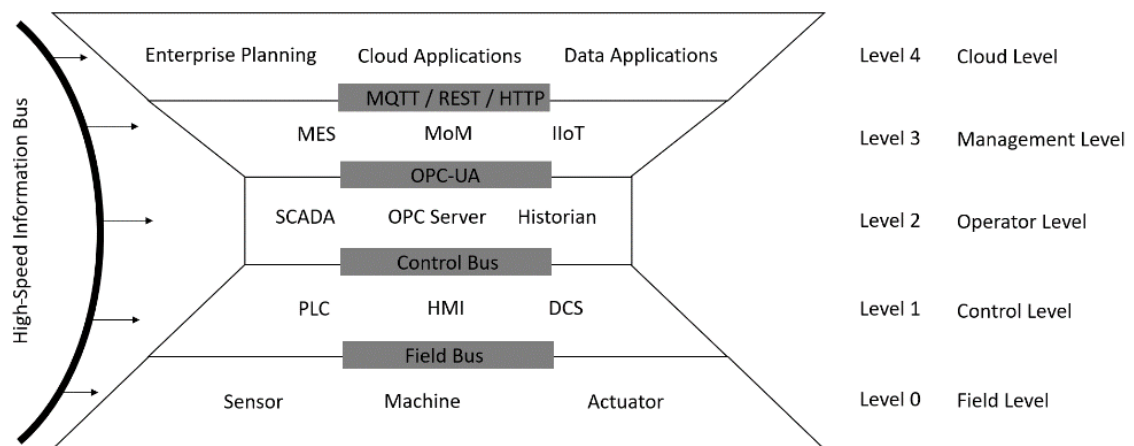 High-Speed Information Bus
Enterprise Planning Cloud Applications Data Applications Level 4 Cloud Level
MQTT / REST / HTTP
MES MoM IIoT Level 3 Management Level
OPC-UA
SCADA OPC Server Historian Level 2 Operator Level
Control Bus
PLC HMI DCS Level 1 Control Level
Field Bus
Sensor Machine Actuator Level 0 Field Level